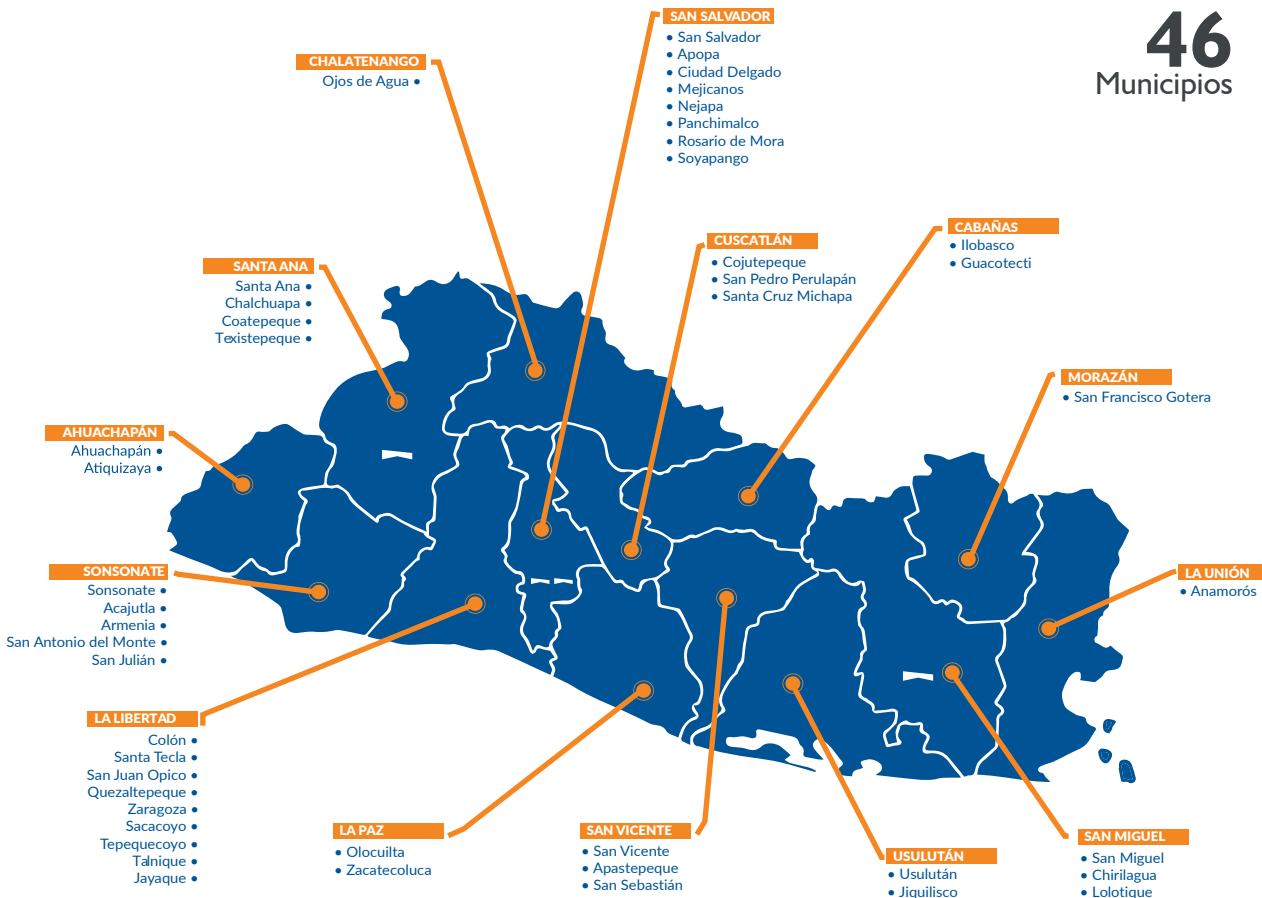 46
Municipios
SAN SALVADOR
• San Salvador
• Apopa
• Ciudad Delgado
• Mejicanos
• Nejapa
• Panchimalco
• Rosario de Mora
• Soyapango
CHALATENANGO
Ojos de Agua •
CUSCATLÁN
• Cojutepeque
• San Pedro Perulapán
• Santa Cruz Michapa
CABAÑAS
• Ilobasco
• Guacotecti
SANTA ANA
Santa Ana •
Chalchuapa •
Coatepeque •
Texistepeque •
MORAZÁN
• San Francisco Gotera
AHUACHAPÁN
Ahuachapán •
Atiquizaya •
SONSONATE
Sonsonate •
Acajutla •
Armenia •
San Antonio del Monte •
San Julián •
LA UNIÓN
• Anamorós
LA LIBERTAD
Colón •
Santa Tecla •
San Juan Opico •
Quezaltepeque •
Zaragoza •
Sacacoyo •
Tepequecoyo •
Talnique •
Jayaque •
LA PAZ
• Olocuilta
• Zacatecoluca
SAN VICENTE
• San Vicente
• Apastepeque
• San Sebastián
USULUTÁN
• Usulután
• Jiquilisco
SAN MIGUEL
• San Miguel
• Chirilagua
• Lolotique